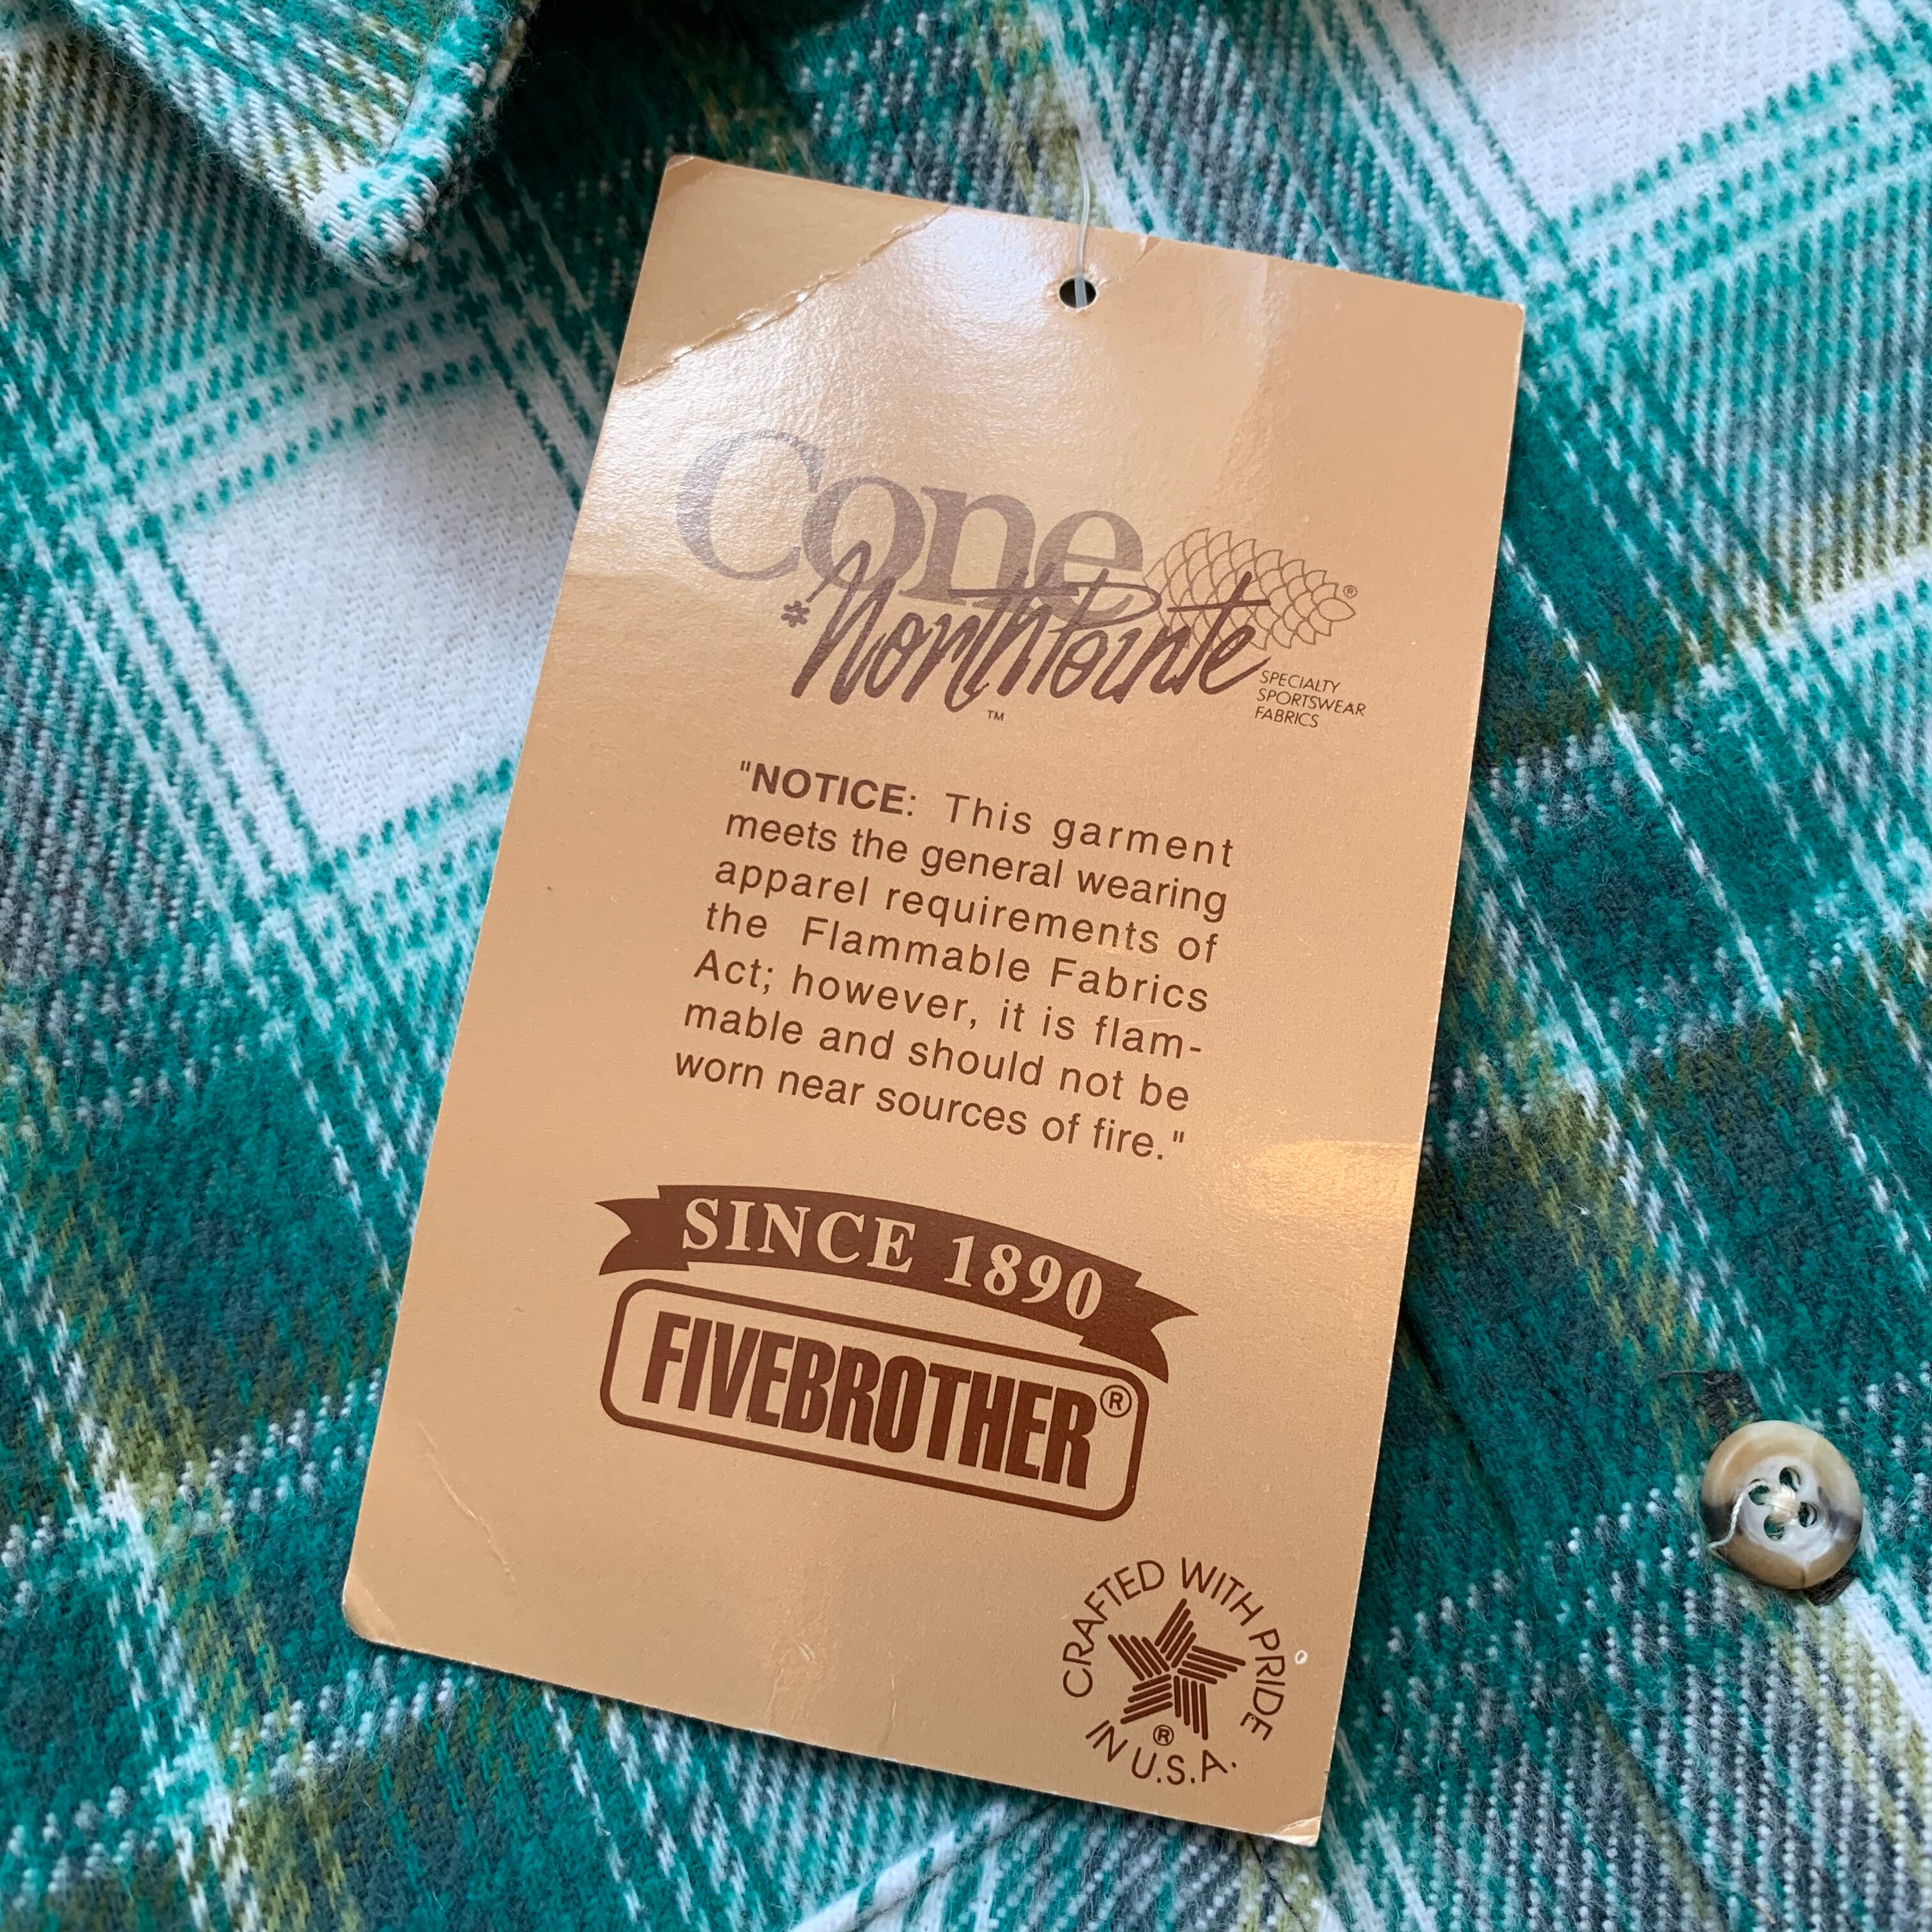 Cone®
*NorthPointe™
SPECIALTY
SPORTSWEAR
FABRICS
"NOTICE: This garment
meets the general wearing
apparel requirements of
the Flammable Fabrics
Act; however, it is flam-
mable and should not be
worn near sources of fire."
SINCE 1890
FIVEBROTHER®
CRAFTED WITH PRIDE
®
IN U.S.A.